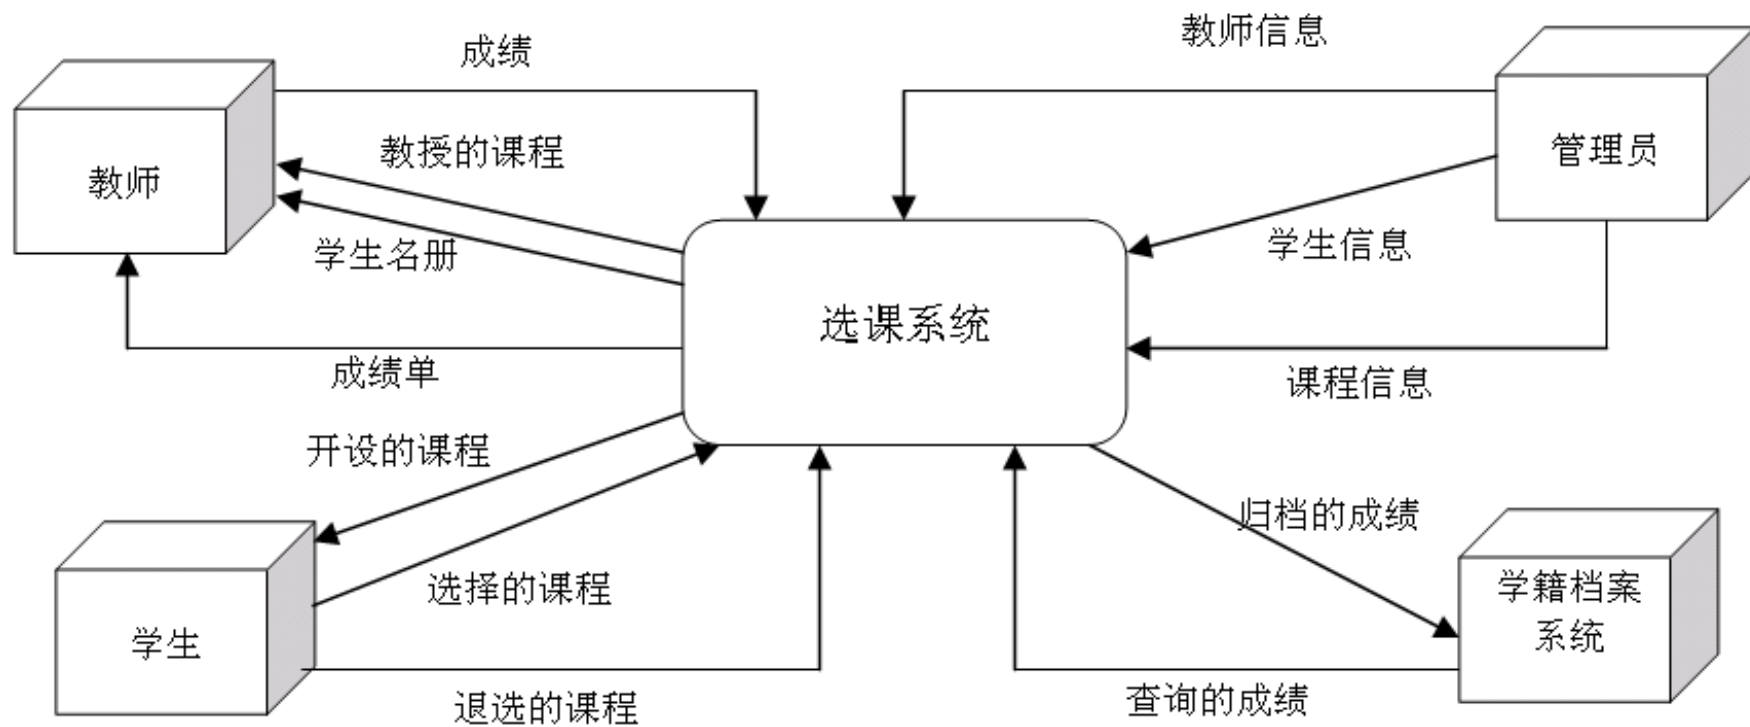 成绩
教师信息
教师
教授的课程
管理员
学生名册
学生信息
选课系统
成绩单
课程信息
开设的课程
归档的成绩
选择的课程
学籍档案
系统
学生
退选的课程
查询的成绩